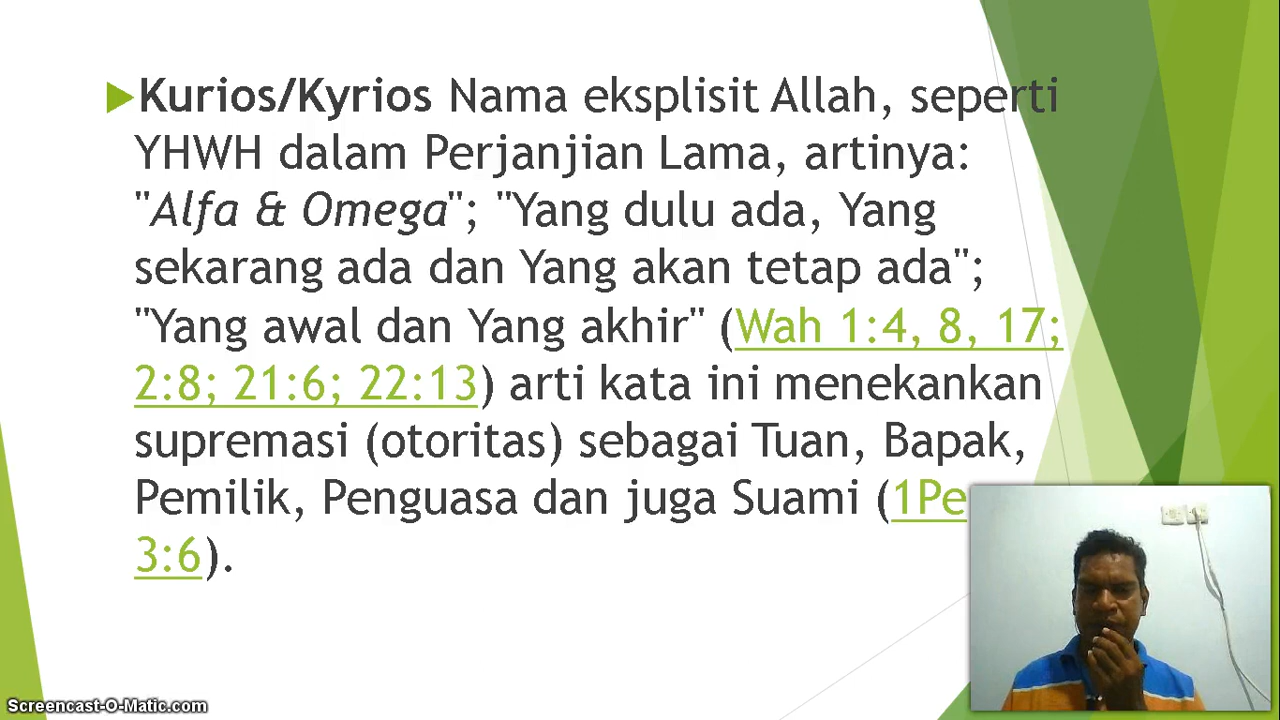 Kurios/Kyrios Nama eksplisit Allah, seperti
YHWH dalam Perjanjian Lama, artinya:
"Alfa & Omega"; "Yang dulu ada, Yang
sekarang ada dan Yang akan tetap ada";
"Yang awal dan Yang akhir" (Wah 1:4, 8, 17;
2:8; 21:6; 22:13) arti kata ini menekankan
supremasi (otoritas) sebagai Tuan, Bapak,
Pemilik, Penguasa dan juga Suami (1Pe
3:6).
Screencast-O-Matic.com